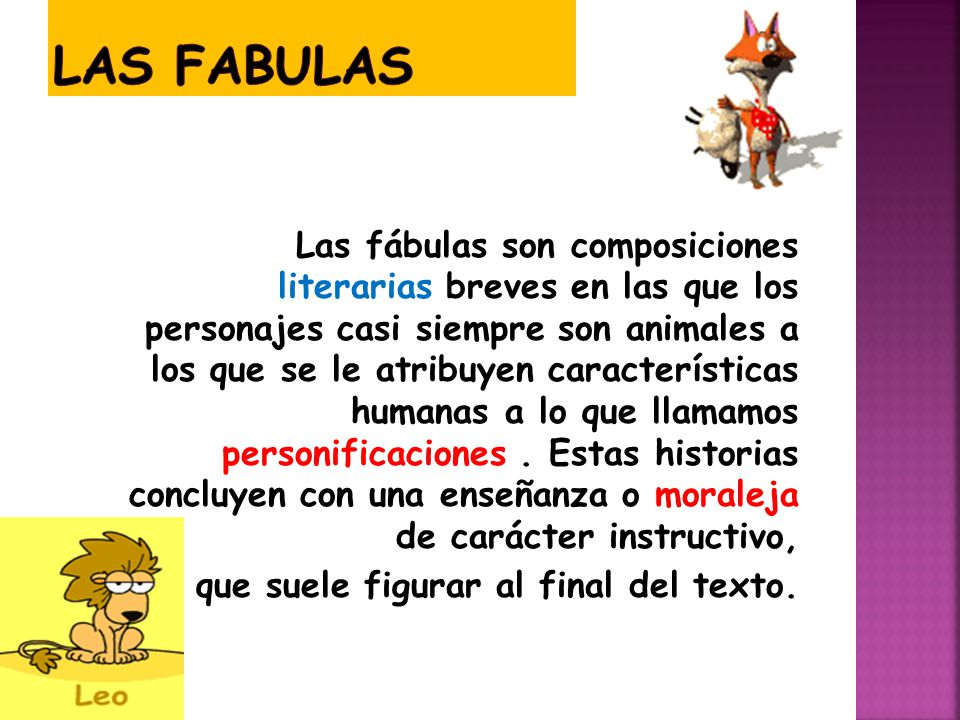 LAS FABULAS
Las fábulas son composiciones
literarias breves en las que los
personajes casi siempre son animales a
los que se le atribuyen características
humanas a lo que llamamos
personificaciones . Estas historias
concluyen con una enseñanza o moraleja
de carácter instructivo,
que suele figurar al final del texto.
Leo